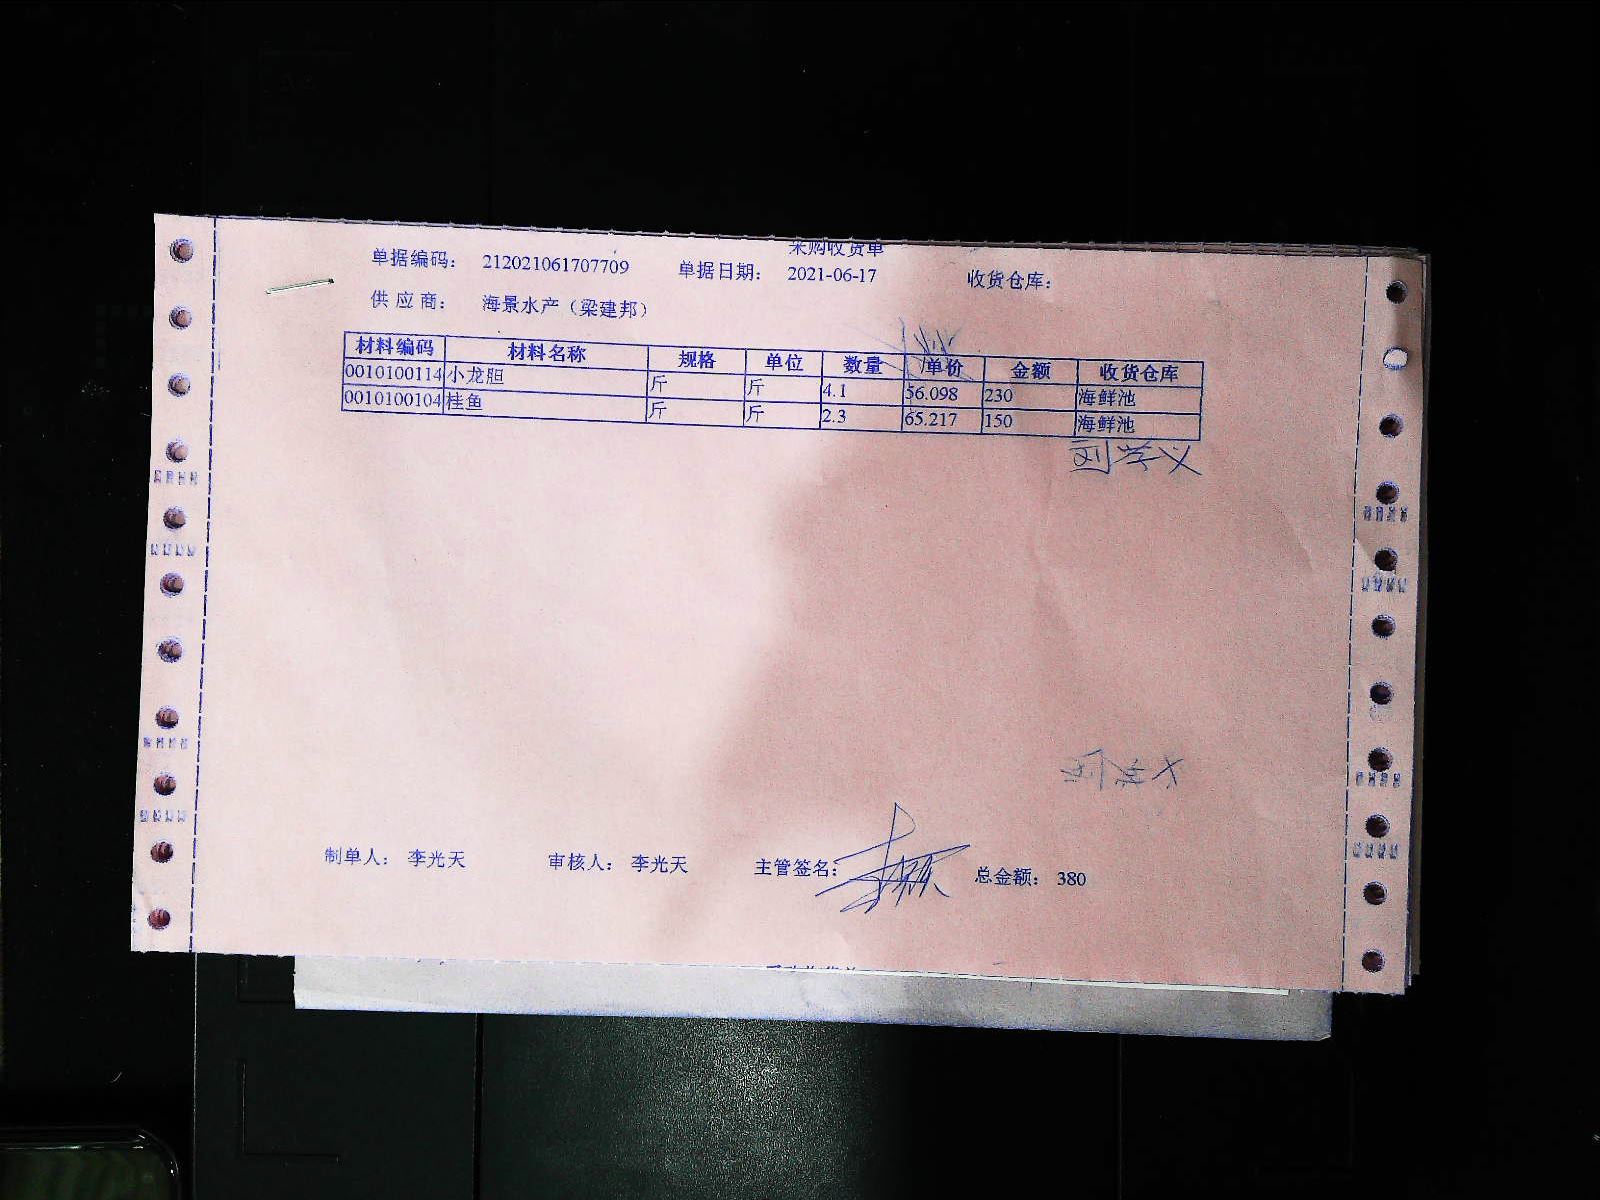 采购收货单
单据编码： 212021061707709 单据日期： 2021-06-17 收货仓库：
供 应 商： 海景水产（梁建邦）
材料编码 材料名称 规格 单位 数量 单价 金额 收货仓库
0010100114 小龙胆 斤 斤 4.1 56.098 230 海鲜池
0010100104 桂鱼 斤 斤 2.3 65.217 150 海鲜池
刘学义
制单人： 李光天 审核人： 李光天 主管签名： 总金额： 380